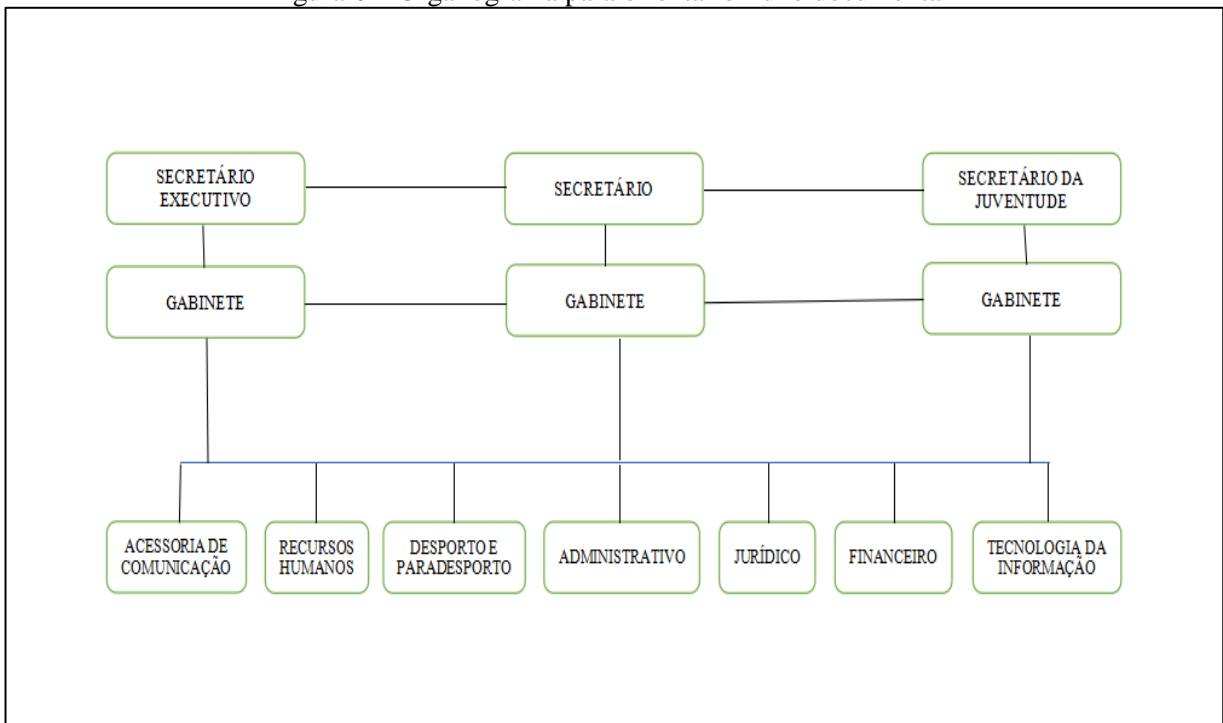 SECRETÁRIO
EXECUTIVO
SECRETÁRIO
SECRETÁRIO DA
JUVENTUDE
GABINETE
GABINETE
GABINETE
ACESSORIA DE
COMUNICAÇÃO
RECURSOS
HUMANOS
DESPORTO E
PARADESPORTO
ADMINISTRATIVO
JURÍDICO
FINANCEIRO
TECNOLOGIA DA
INFORMAÇÃO